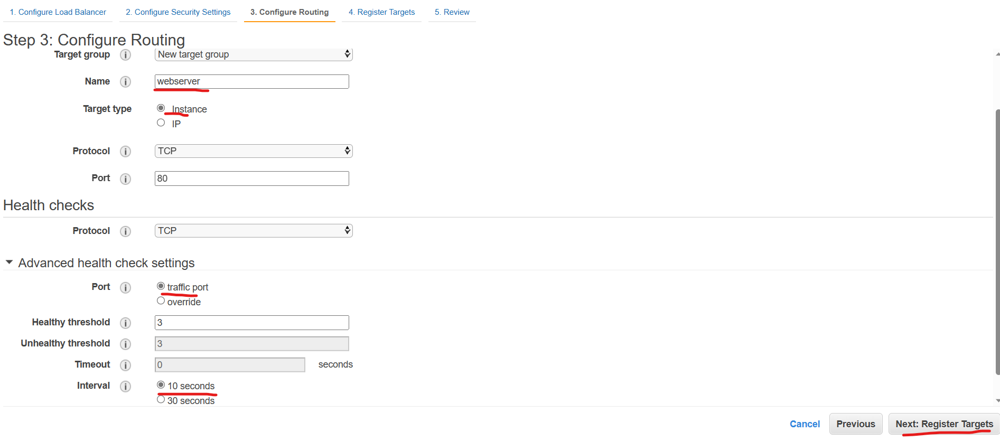 1. Configure Load Balancer 2. Configure Security Settings 3. Configure Routing 4. Register Targets 5. Review
Step 3: Configure Routing
Target group i New target group
Name i webserver
Target type Instance
IP
Protocol i TCP
Port i 80
Health checks
Protocol i TCP
Advanced health check settings
Port i traffic port
override
Healthy threshold i 3
Unhealthy threshold i 3
Timeout i 0 seconds
Interval i 10 seconds
30 seconds
Cancel Previous Next: Register Targets